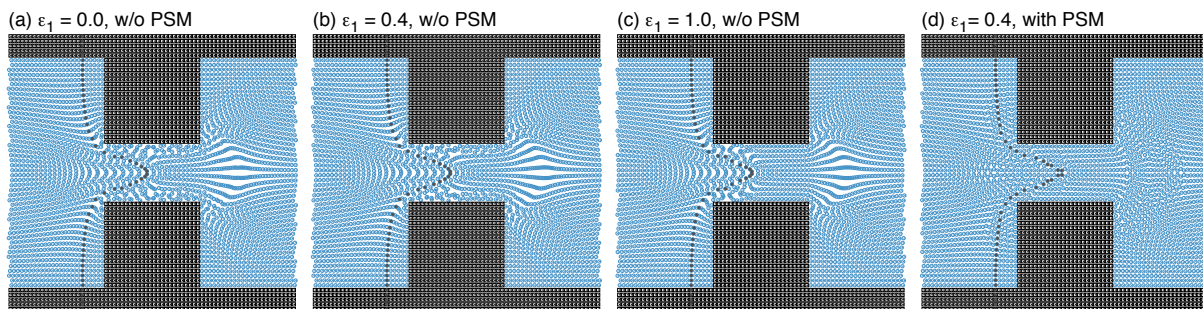 (a) ε₁ = 0.0, w/o PSM
(b) ε₁ = 0.4, w/o PSM
(c) ε₁ = 1.0, w/o PSM
(d) ε₁= 0.4, with PSM